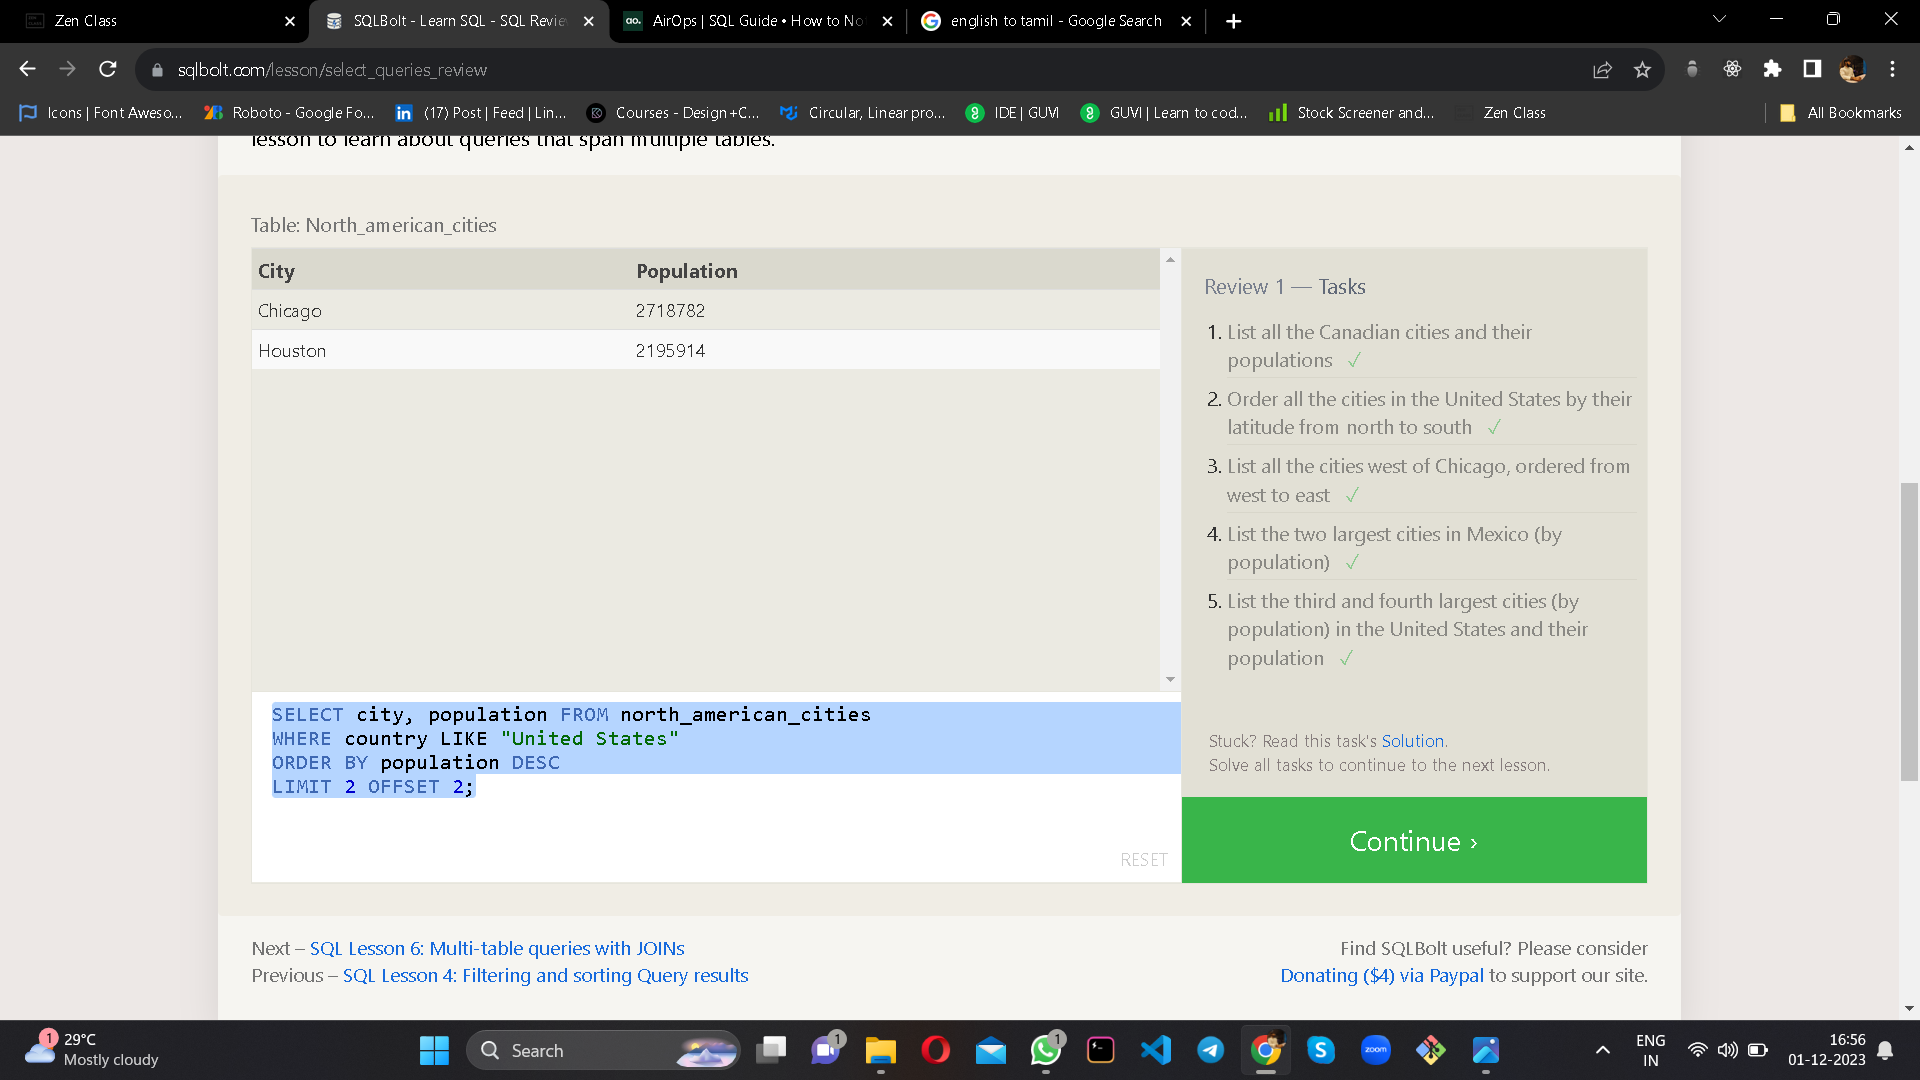 Zen Class
SQLBolt - Learn SQL - SQL Revie
AirOps | SQL Guide • How to No
english to tamil - Google Search
sqlbolt.com/lesson/select_queries_review
Icons | Font Aweso...
Roboto - Google Fo...
(17) Post | Feed | Lin...
Courses - Design+C...
Circular, Linear pro...
IDE | GUVI
GUVI | Learn to cod...
Stock Screener and...
Zen Class
All Bookmarks
lesson to learn about queries that span multiple tables.
Table: North_american_cities
City Population
Chicago 2718782
Houston 2195914
Review 1 — Tasks
1. List all the Canadian cities and their
populations ✓
2. Order all the cities in the United States by their
latitude from north to south ✓
3. List all the cities west of Chicago, ordered from
west to east ✓
4. List the two largest cities in Mexico (by
population) ✓
5. List the third and fourth largest cities (by
population) in the United States and their
population ✓
SELECT city, population FROM north_american_cities
WHERE country LIKE "United States"
ORDER BY population DESC
LIMIT 2 OFFSET 2;
RESET
Stuck? Read this task's Solution.
Solve all tasks to continue to the next lesson.
Continue ›
Next – SQL Lesson 6: Multi-table queries with JOINs
Previous – SQL Lesson 4: Filtering and sorting Query results
Find SQLBolt useful? Please consider
Donating ($4) via Paypal to support our site.
1
29°C
Mostly cloudy
Search
1
1
zoom
ENG
IN
16:56
01-12-2023